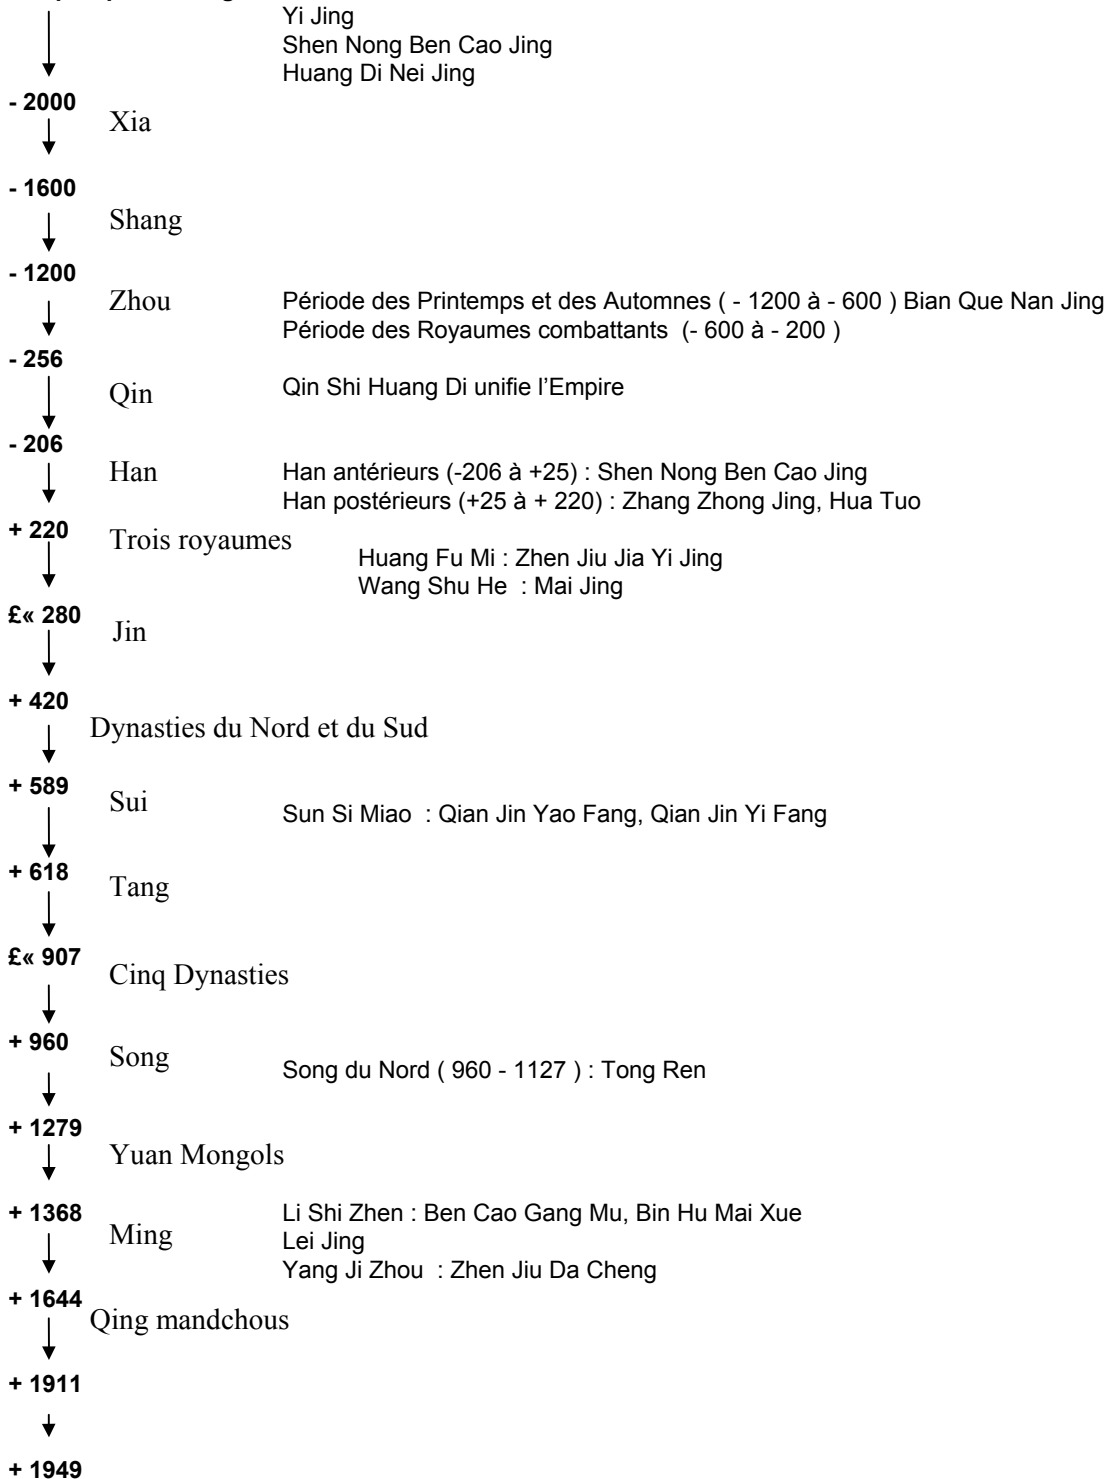 Yi Jing
Shen Nong Ben Cao Jing
Huang Di Nei Jing
- 2000
Xia
- 1600
Shang
- 1200
Zhou
Période des Printemps et des Automnes ( - 1200 à - 600 ) Bian Que Nan Jing
Période des Royaumes combattants (- 600 à - 200 )
- 256
Qin
Qin Shi Huang Di unifie l’Empire
- 206
Han
Han antérieurs (-206 à +25) : Shen Nong Ben Cao Jing
Han postérieurs (+25 à + 220) : Zhang Zhong Jing, Hua Tuo
+ 220
Trois royaumes
Huang Fu Mi : Zhen Jiu Jia Yi Jing
Wang Shu He : Mai Jing
£« 280
Jin
+ 420
Dynasties du Nord et du Sud
+ 589
Sui
Sun Si Miao : Qian Jin Yao Fang, Qian Jin Yi Fang
+ 618
Tang
£« 907
Cinq Dynasties
+ 960
Song
Song du Nord ( 960 - 1127 ) : Tong Ren
+ 1279
Yuan Mongols
+ 1368
Ming
Li Shi Zhen : Ben Cao Gang Mu, Bin Hu Mai Xue
Lei Jing
Yang Ji Zhou : Zhen Jiu Da Cheng
+ 1644
Qing mandchous
+ 1911
+ 1949